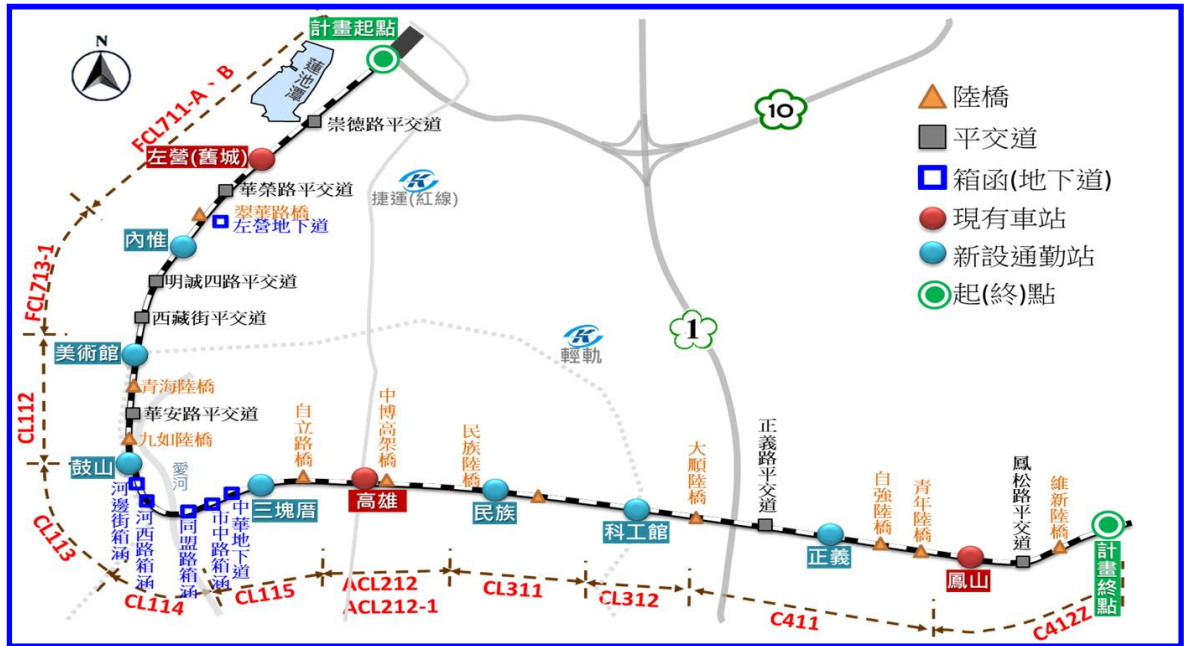 N
計畫起點
蓮池潭
FCL711-A、B
崇德路平交道
左營(舊城)
華榮路平交道
翠華路橋
左營地下道
內惟
FCL713-1
明誠四路平交道
西藏街平交道
美術館
青海陸橋
CL112
華安路平交道
九如陸橋
鼓山
愛河
CL113
河邊街箱涵
河西路箱涵
同盟路箱涵
市中路箱涵
中華地下道
CL114
三塊厝
自立路橋
CL115
高雄
中博高架橋
ACL212
ACL212-1
民族陸橋
民族
CL311
科工館
CL312
大順陸橋
正義路平交道
正義
C411
自強陸橋
青年陸橋
鳳山
鳳松路平交道
維新陸橋
C412Z
計畫終點
捷運(紅線)
輕軌
10
1
陸橋
平交道
箱函(地下道)
現有車站
新設通勤站
起(終)點